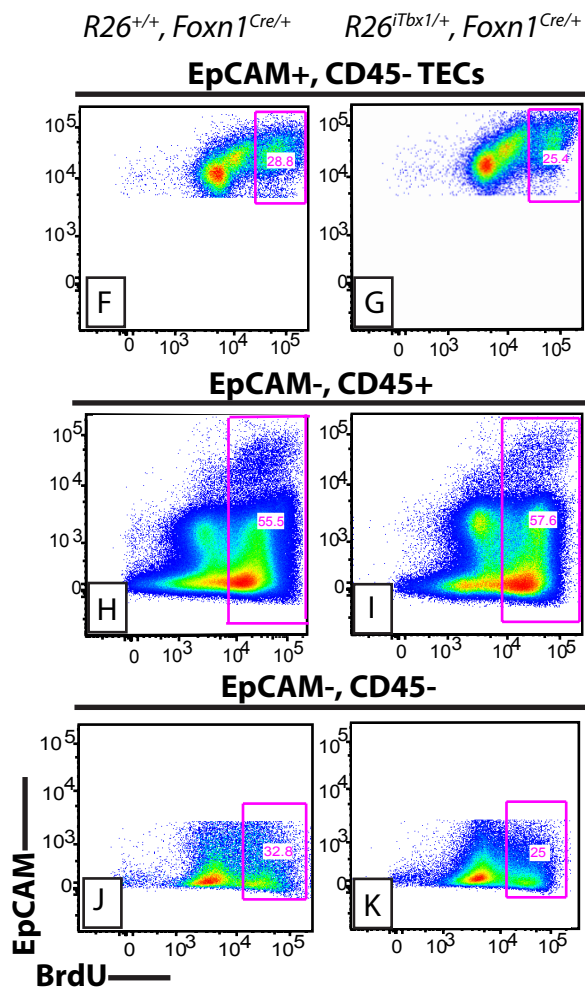 R26+/+, Foxn1Cre/+ R26iTbx1/+, Foxn1Cre/+
EpCAM+, CD45- TECs
10⁵ 10⁵
28.8 25.4
10⁴ 10⁴
10³ 10³
0 0
F G
0 10³ 10⁴ 10⁵ 0 10³ 10⁴ 10⁵
EpCAM-, CD45+
10⁵ 10⁵
10⁴ 10⁴
55.5 57.6
10³ 10³
0 0
H I
0 10³ 10⁴ 10⁵ 0 10³ 10⁴ 10⁵
EpCAM-, CD45-
10⁵ 10⁵
10⁴ 10⁴
10³ 10³
32.8 25
0 0
J K
0 10³ 10⁴ 10⁵ 0 10³ 10⁴ 10⁵
EpCAM
BrdU